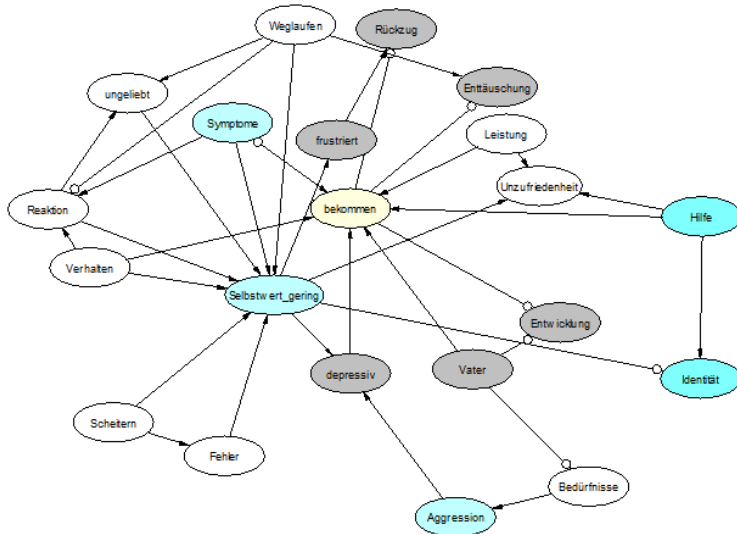 Weglaufen
Rückzug
ungeliebt
Enttäuschung
Symptome
frustriert
Leistung
Unzufriedenheit
Reaktion
bekommen
Hilfe
Verhalten
Selbstwert_gering
Entwicklung
depressiv
Vater
Identität
Scheitern
Fehler
Bedürfnisse
Aggression